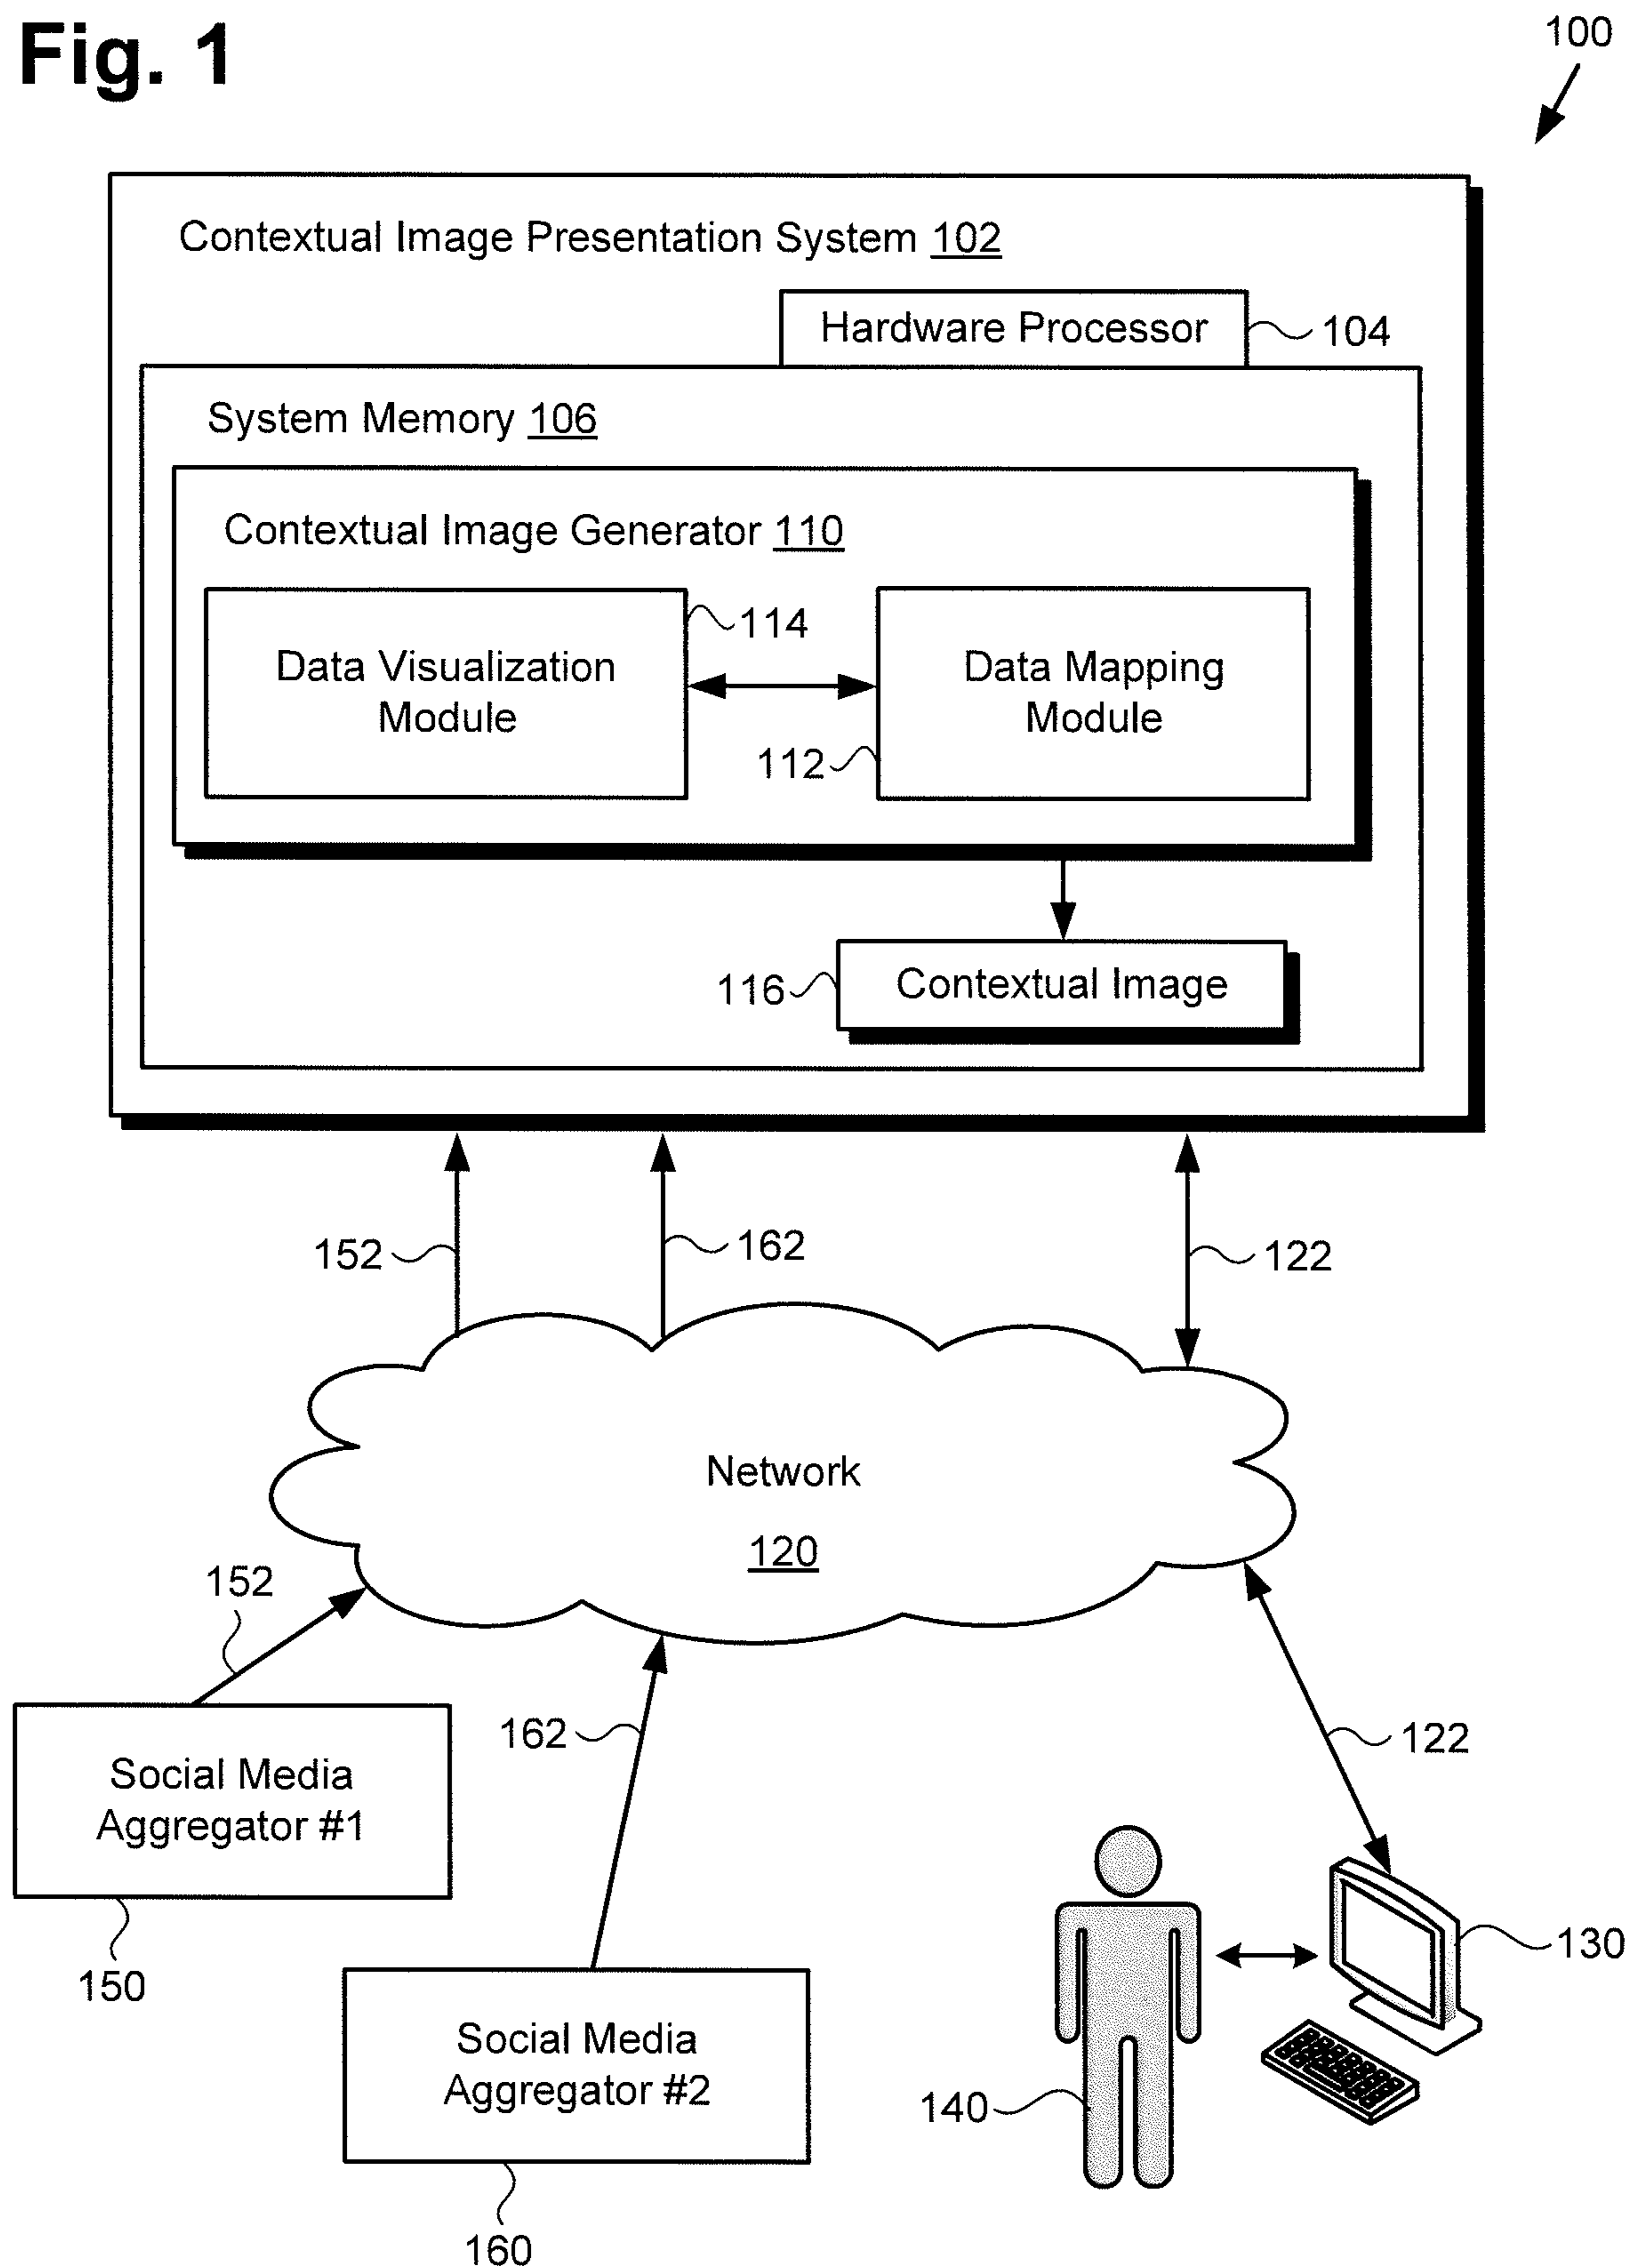 Fig. 1
100
Contextual Image Presentation System 102
Hardware Processor
104
System Memory 106
Contextual Image Generator 110
114
Data Visualization
Module
Data Mapping
Module
112
116
Contextual Image
152
162
122
Network
120
152
162
122
Social Media
Aggregator #1
150
130
Social Media
Aggregator #2
140
160